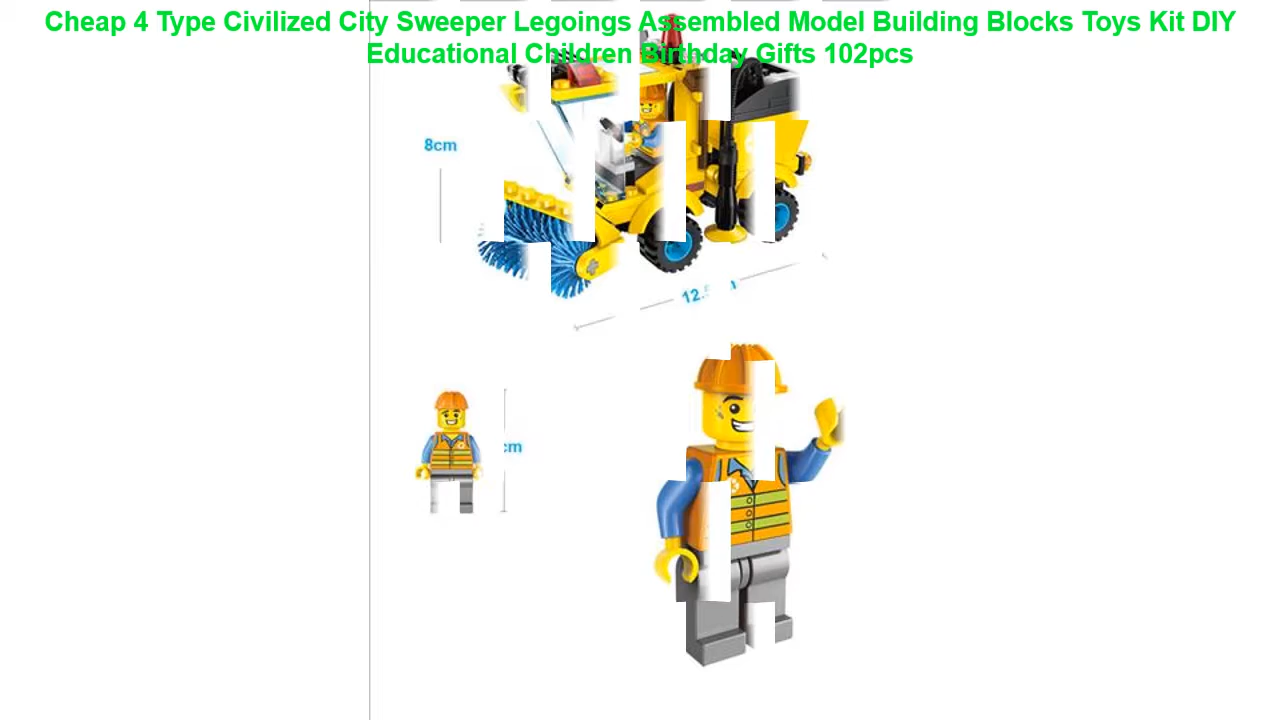 Cheap 4 Type Civilized City Sweeper Legoings Assembled Model Building Blocks Toys Kit DIY
Educational Children Birthday Gifts 102pcs
8cm
12.
cm